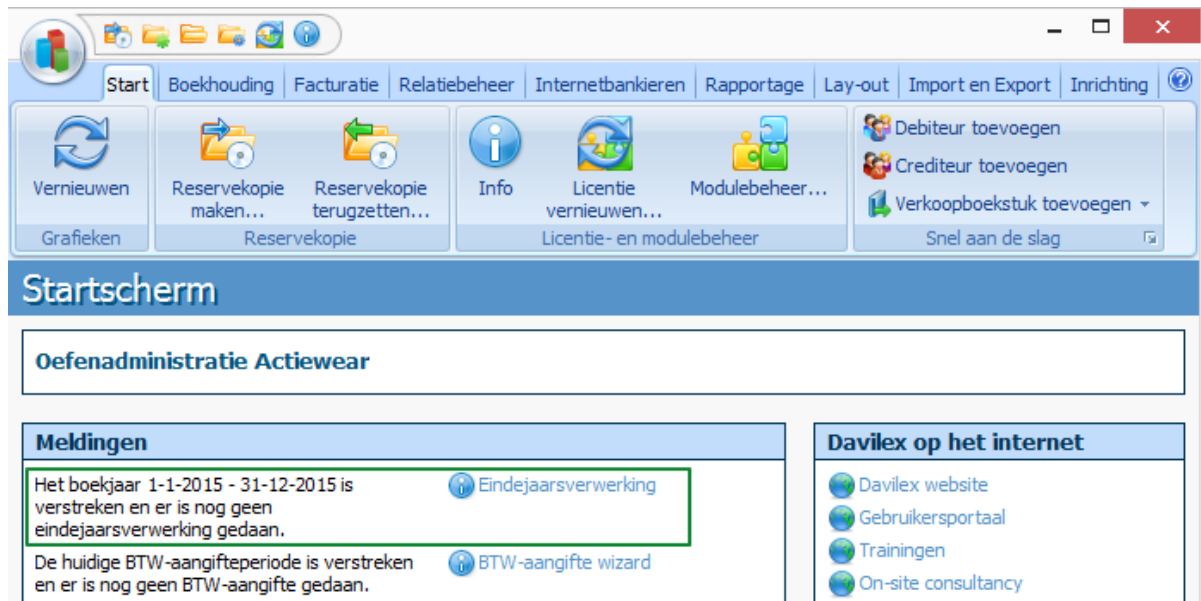 Start Boekhouding Facturatie Relatiebeheer Internetbankieren Rapportage Lay-out Import en Export Inrichting
Vernieuwen
Grafieken
Reservekopie
maken...
Reservekopie
terugzetten...
Reservekopie
Info
Licentie
vernieuwen...
Modulebeheer...
Licentie- en modulebeheer
Debiteur toevoegen
Crediteur toevoegen
Verkoopboekstuk toevoegen
Snel aan de slag
Startscherm
Oefenadministratie Actiewear
Meldingen
Het boekjaar 1-1-2015 - 31-12-2015 is
verstreken en er is nog geen
eindejaarsverwerking gedaan.
Eindejaarsverwerking
De huidige BTW-aangifteperiode is verstreken
en er is nog geen BTW-aangifte gedaan.
BTW-aangifte wizard
Davilex op het internet
Davilex website
Gebruikersportaal
Trainingen
On-site consultancy